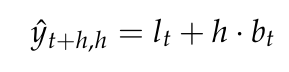 ŷ_{t+h,h} = l_t + h · b_t